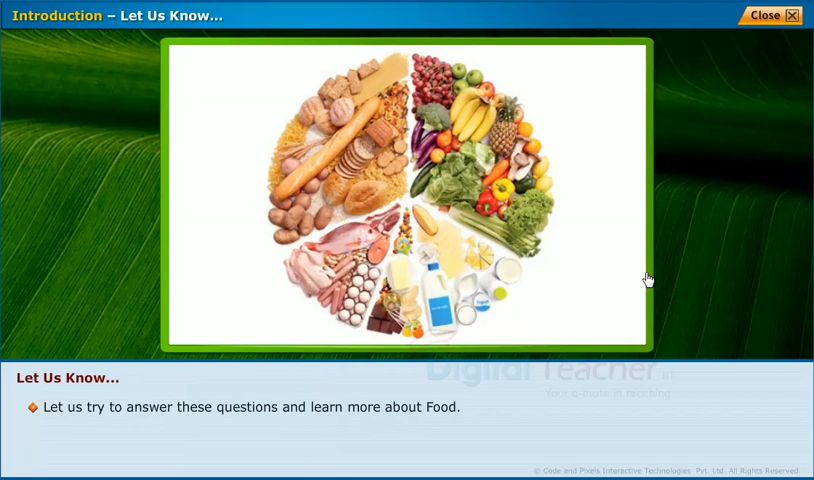 Introduction – Let Us Know...
Close
Let Us Know...
Let us try to answer these questions and learn more about Food.
Digital Teacher
Your q-mate in teaching
© Code and Pixels Interactive Technologies Pvt. Ltd. All Rights Reserved.